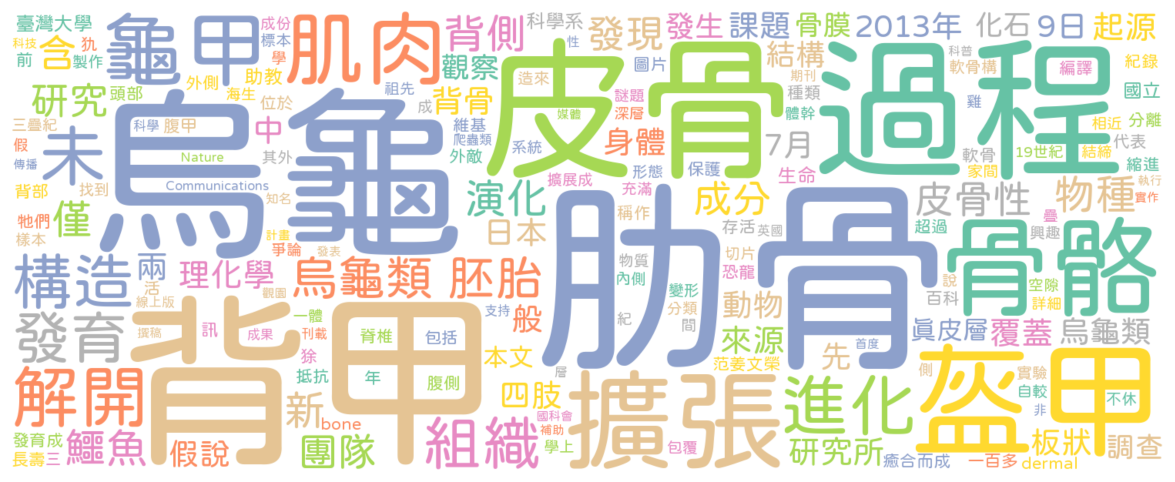 臺灣大學 科技 成份 犰 標本 學 前 含 製作 龜甲 肌肉 背側 科學系 性 發現 發生 課題 骨膜 2013年 化石 9日 起源
研究 頭部 外側 助教 海生 位於 祖先 成 觀察 背骨 造來 圖片 結構 期刊 種類 科普 軟骨構 編譯 紀錄 國立
三疊紀 假 傳播 未 科學 腹甲 中 維基 爬蟲類 外敵 系統 媒體 謎題 深層 身體 體幹 7月 雞 相近 分離 代表
烏龜 皮骨 過程 Nature 其外 Communications 知名 擴展成 充滿 形態 保護 生命 軟骨 19世紀 家間 結締 縮進
背部 找到 牠們 樣本 僅 計畫 爭論 發表 演化 稱作 成分 存活 英國 皮骨性 物種 執行 實作 疊 興趣 超過
構造 兩 活 線上版 理化學 觀圖 烏龜類 胚胎 日本 物質 內側 切片 恐龍 變形 分類 間 動物 說 百科 骨骼 空隙 詳細
發育 撰稿 訊 成果 一體 刊載 支持 般 肋骨 紀 來源 首度 真皮層 覆蓋 烏龜類
背甲 狳 抵抗 脊椎 年 包括 腹側 本文 四肢 層 范姜文榮 先 側 盔甲 實驗 自較 非 不休
解開 新 bone 團隊 組織 國科會 補助 學上 擴張 包覆 進化 研究所 板狀 調查
發育成 長壽 三 鱷魚 假說 癒合而成 一百多 dermal